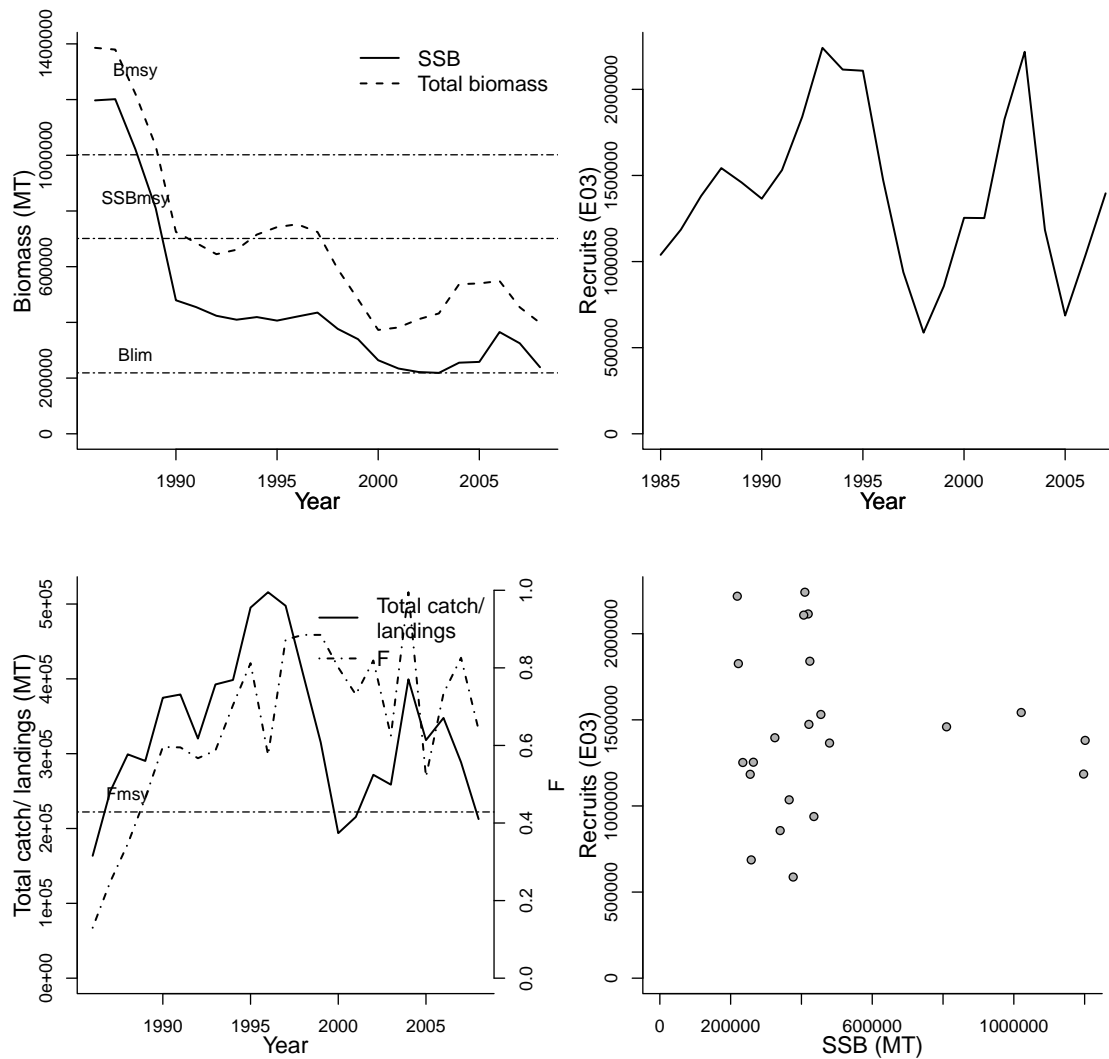 SSB
Total biomass
Bmsy
SSBmsy
Blim
Biomass (MT)
0
200000
600000
1000000
1400000
1990
1995
2000
2005
Year
Recruits (E03)
0
500000
1000000
1500000
2000000
1985
1990
1995
2000
2005
Year
Total catch/
landings
F
Fmsy
Total catch/ landings (MT)
0e+00
1e+05
2e+05
3e+05
4e+05
5e+05
0.0
0.2
0.4
0.6
0.8
1.0
F
1990
1995
2000
2005
Year
Recruits (E03)
0
500000
1000000
1500000
2000000
0
200000
600000
1000000
SSB (MT)